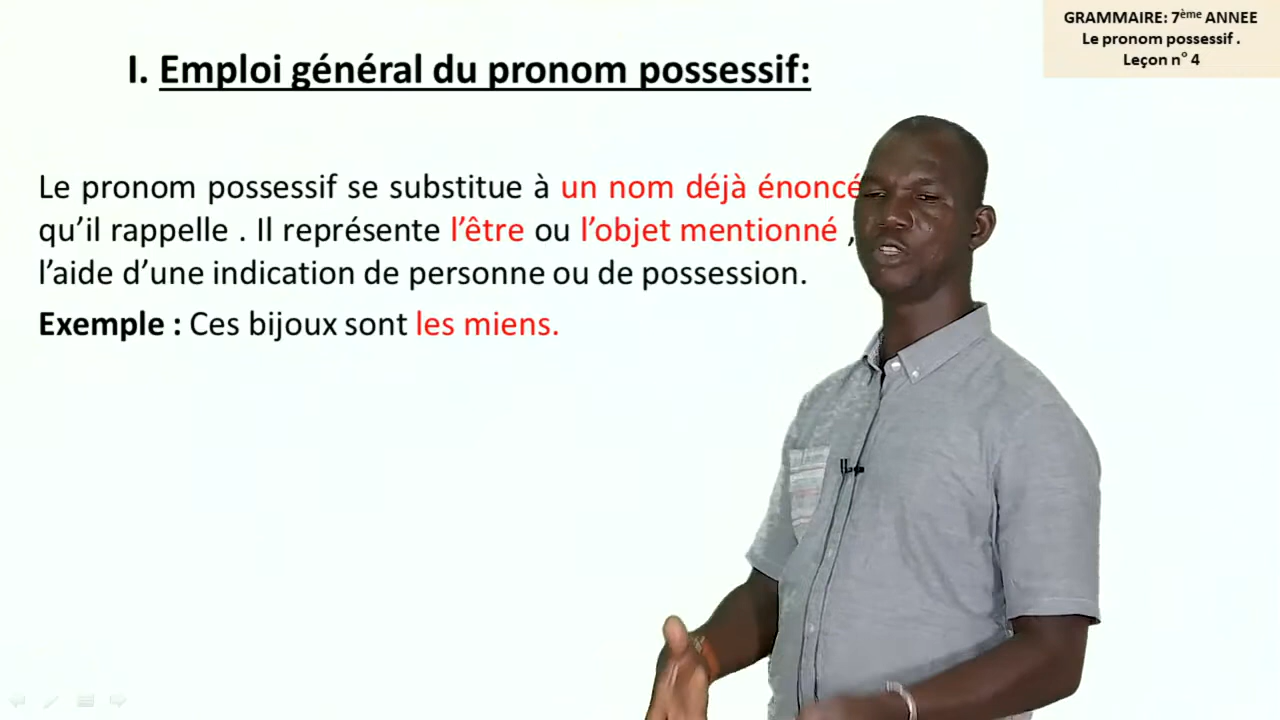 GRAMMAIRE: 7ème ANNEE
Le pronom possessif .
Leçon n° 4
I. Emploi général du pronom possessif:
Le pronom possessif se substitue à un nom déjà énoncé
qu’il rappelle . Il représente l’être ou l’objet mentionné ,
l’aide d’une indication de personne ou de possession.
Exemple : Ces bijoux sont les miens.